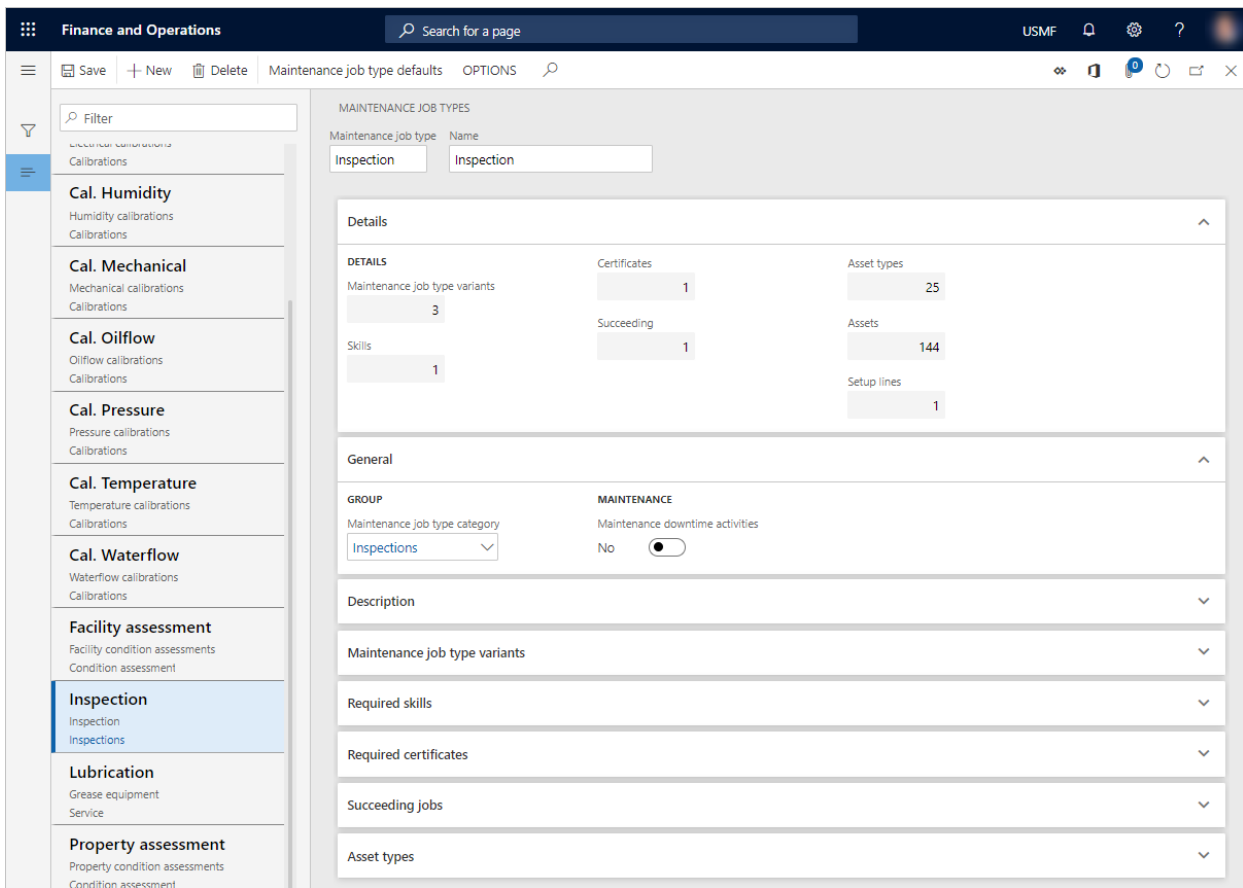 Finance and Operations
Search for a page
USMF
?
Save
New
Delete
Maintenance job type defaults
OPTIONS
0
Filter
Electrical calibrations
Calibrations
Cal. Humidity
Humidity calibrations
Calibrations
Cal. Mechanical
Mechanical calibrations
Calibrations
Cal. Oilflow
Oilflow calibrations
Calibrations
Cal. Pressure
Pressure calibrations
Calibrations
Cal. Temperature
Temperature calibrations
Calibrations
Cal. Waterflow
Waterflow calibrations
Calibrations
Facility assessment
Facility condition assessments
Condition assessment
Inspection
Inspection
Inspections
Lubrication
Grease equipment
Service
Property assessment
Property condition assessments
Condition assessment
MAINTENANCE JOB TYPES
Maintenance job type
Name
Inspection
Inspection
Details
DETAILS
Maintenance job type variants
3
Skills
1
Certificates
1
Succeeding
1
Asset types
25
Assets
144
Setup lines
1
General
GROUP
Maintenance job type category
Inspections
MAINTENANCE
Maintenance downtime activities
No
Description
Maintenance job type variants
Required skills
Required certificates
Succeeding jobs
Asset types